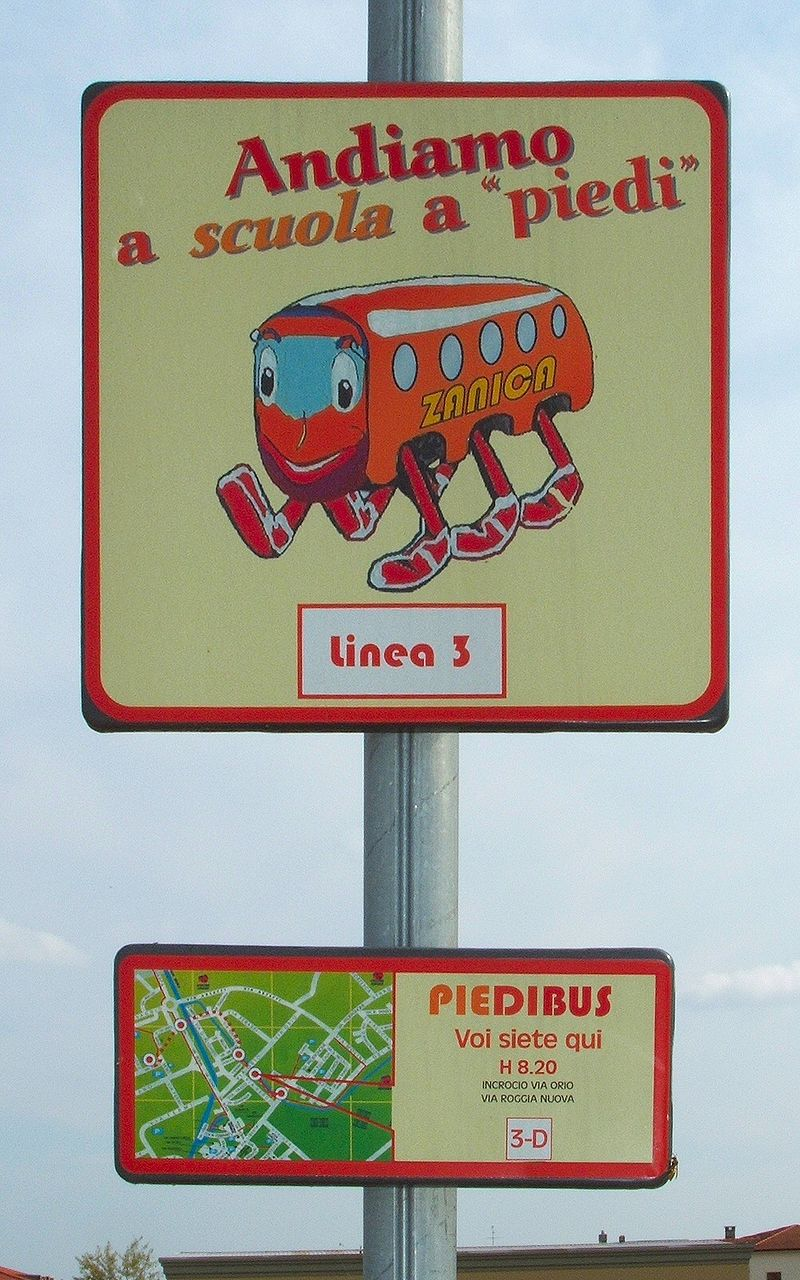 Andiamo
a scuola a “piedi”
ZANICA
Linea 3
PIEDIBUS
Voi siete qui
H 8.20
INCROCIO VIA ORIO
VIA ROGGIA NUOVA
3-D